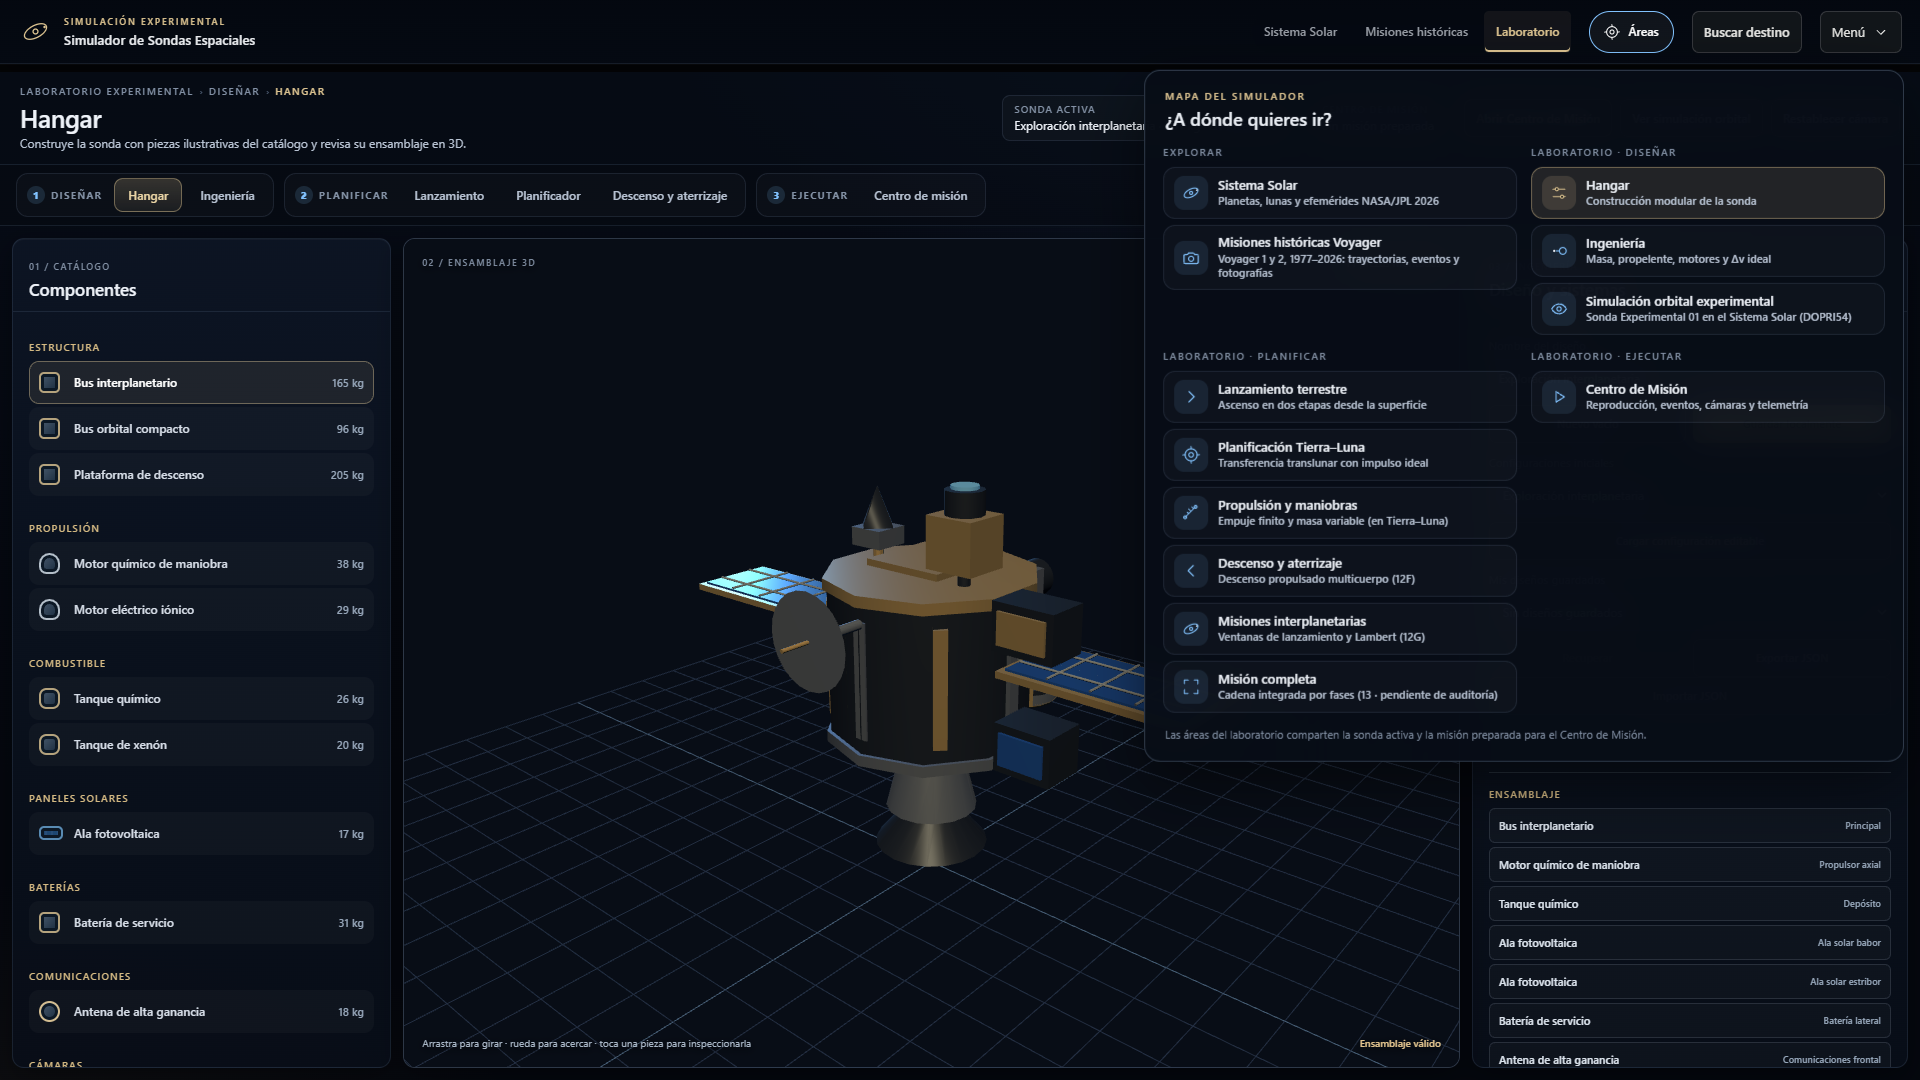 SIMULACIÓN EXPERIMENTAL
Simulador de Sondas Espaciales
Sistema Solar
Misiones históricas
Laboratorio
Áreas
Buscar destino
Menú
LABORATORIO EXPERIMENTAL › DISEÑAR › HANGAR
Hangar
Construye la sonda con piezas ilustrativas del catálogo y revisa su ensamblaje en 3D.
SONDA ACTIVA
Exploración interplanetar
1 DISEÑAR
Hangar
Ingeniería
2 PLANIFICAR
Lanzamiento
Planificador
Descenso y aterrizaje
3 EJECUTAR
Centro de misión
01 / CATÁLOGO
Componentes
ESTRUCTURA
Bus interplanetario 165 kg
Bus orbital compacto 96 kg
Plataforma de descenso 205 kg
PROPULSIÓN
Motor químico de maniobra 38 kg
Motor eléctrico iónico 29 kg
COMBUSTIBLE
Tanque químico 26 kg
Tanque de xenón 20 kg
PANELES SOLARES
Ala fotovoltaica 17 kg
BATERÍAS
Batería de servicio 31 kg
COMUNICACIONES
Antena de alta ganancia 18 kg
CÁMARAS
02 / ENSAMBLAJE 3D
Arrastra para girar · rueda para acercar · toca una pieza para inspeccionarla
Ensamblaje válido
MAPA DEL SIMULADOR
¿A dónde quieres ir?
EXPLORAR
Sistema Solar
Planetas, lunas y efemérides NASA/JPL 2026
Misiones históricas Voyager
Voyager 1 y 2, 1977–2026: trayectorias, eventos y
fotografías
LABORATORIO · DISEÑAR
Hangar
Construcción modular de la sonda
Ingeniería
Masa, propelente, motores y Δv ideal
Simulación orbital experimental
Sonda Experimental 01 en el Sistema Solar (DOPRI54)
LABORATORIO · PLANIFICAR
Lanzamiento terrestre
Ascenso en dos etapas desde la superficie
Planificación Tierra–Luna
Transferencia translunar con impulso ideal
Propulsión y maniobras
Empuje finito y masa variable (en Tierra–Luna)
Descenso y aterrizaje
Descenso propulsado multicuerpo (12F)
Misiones interplanetarias
Ventanas de lanzamiento y Lambert (12G)
Misión completa
Cadena integrada por fases (13 · pendiente de auditoría)
LABORATORIO · EJECUTAR
Centro de Misión
Reproducción, eventos, cámaras y telemetría
Las áreas del laboratorio comparten la sonda activa y la misión preparada para el Centro de Misión.
ENSAMBLAJE
Bus interplanetario Principal
Motor químico de maniobra Propulsor axial
Tanque químico Depósito
Ala fotovoltaica Ala solar babor
Ala fotovoltaica Ala solar estribor
Batería de servicio Batería lateral
Antena de alta ganancia Comunicaciones frontal